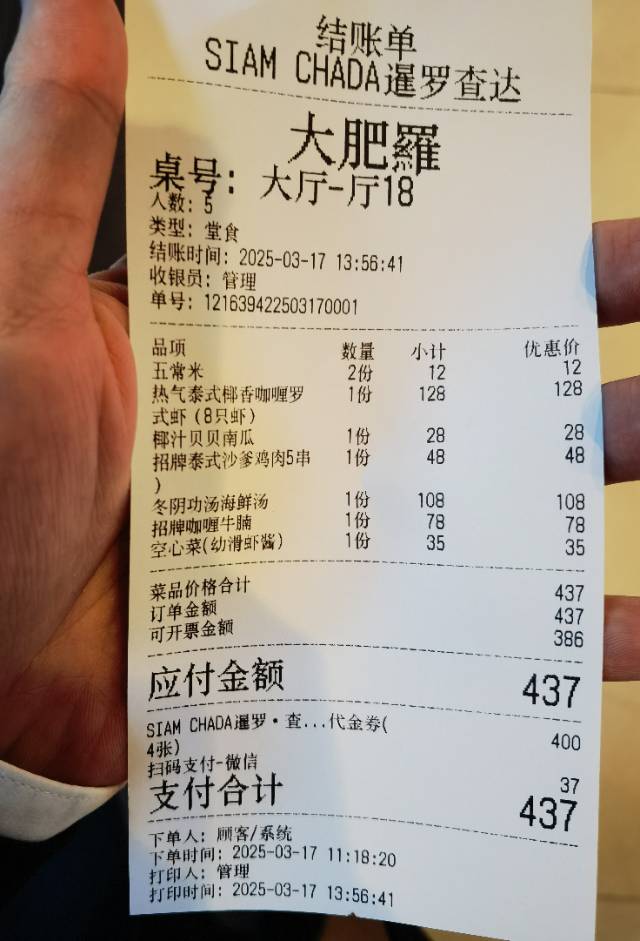 结账单
SIAM CHADA暹罗查达
大肥羅
桌号: 大厅-厅18
人数: 5
类型: 堂食
结账时间: 2025-03-17 13:56:41
收银员: 管理
单号: 121639422503170001
品项 数量 小计 优惠价
五常米 2份 12 12
热气泰式椰香咖喱罗 1份 128 128
式虾 (8只虾)
椰汁贝贝南瓜 1份 28 28
招牌泰式沙爹鸡肉5串 1份 48 48
)
冬阴功汤海鲜汤 1份 108 108
招牌咖喱牛腩 1份 78 78
空心菜(幼滑虾酱) 1份 35 35
菜品价格合计 437
订单金额 437
可开票金额 386
应付金额 437
SIAM CHADA暹罗·查...代金券(
4张) 400
扫码支付-微信 37
支付合计 437
下单人: 顾客/系统
下单时间: 2025-03-17 11:18:20
打印人: 管理
打印时间: 2025-03-17 13:56:41